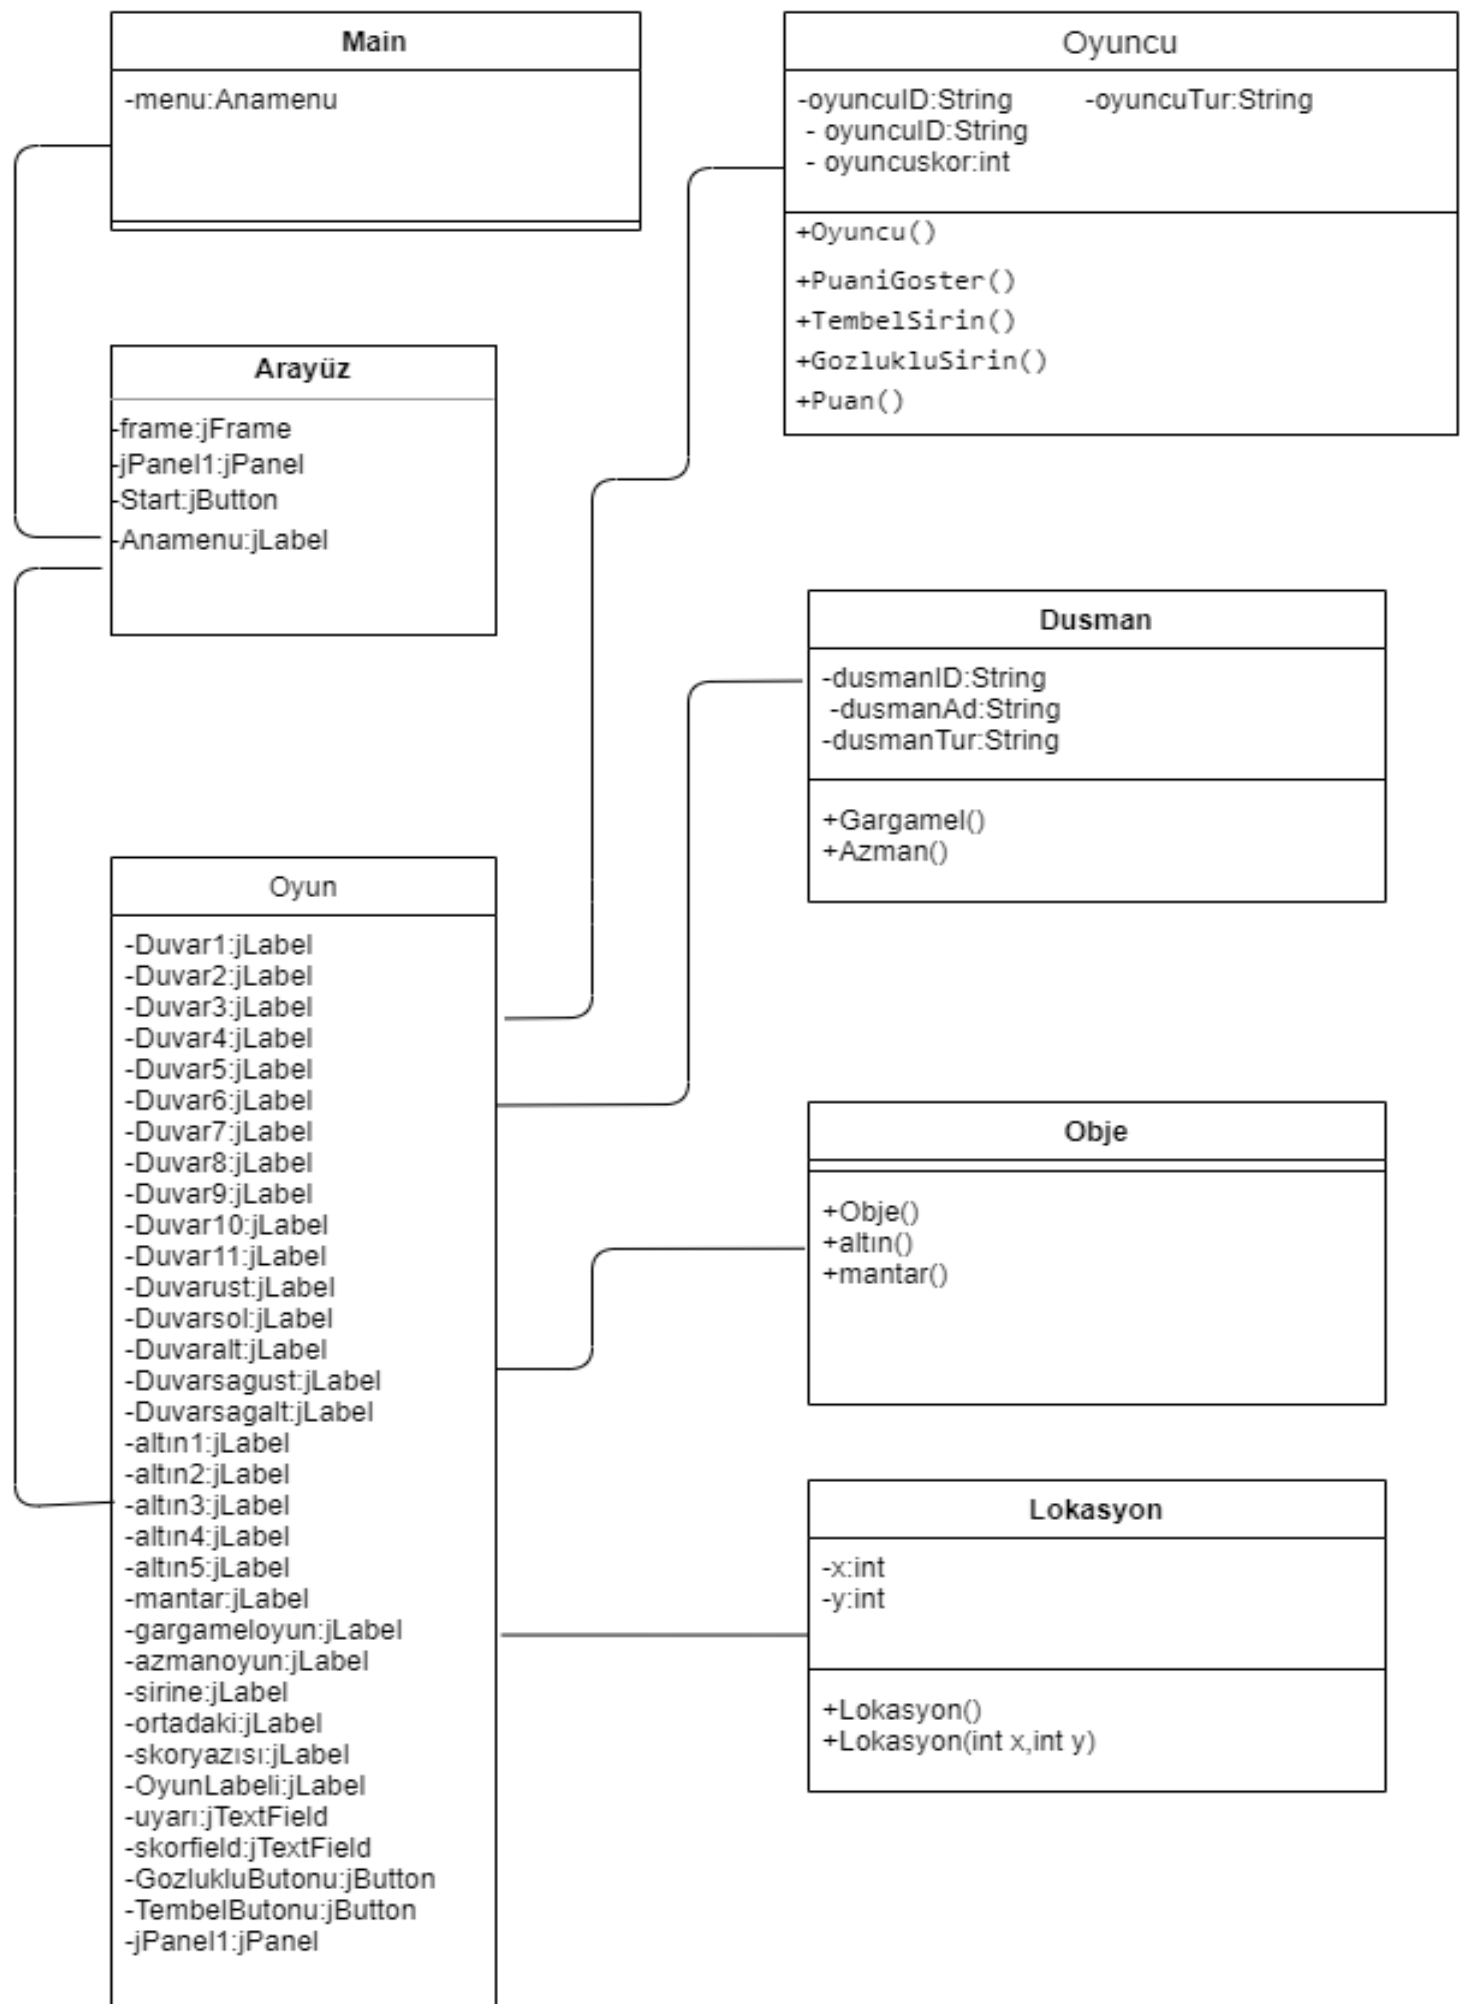 Main
-menu:Anamenu
Oyuncu
-oyuncuID:String -oyuncuTur:String
- oyuncuID:String
- oyuncuskor:int
+Oyuncu()
+PuaniGoster()
+TembelSirin()
+GozlukluSirin()
+Puan()
Arayüz
-frame:jFrame
-jPanel1:jPanel
-Start:jButton
-Anamenu:jLabel
Dusman
-dusmanID:String
-dusmanAd:String
-dusmanTur:String
+Gargamel()
+Azman()
Oyun
-Duvar1:jLabel
-Duvar2:jLabel
-Duvar3:jLabel
-Duvar4:jLabel
-Duvar5:jLabel
-Duvar6:jLabel
-Duvar7:jLabel
-Duvar8:jLabel
-Duvar9:jLabel
-Duvar10:jLabel
-Duvar11:jLabel
-Duvarust:jLabel
-Duvarsol:jLabel
-Duvaralt:jLabel
-Duvarsagust:jLabel
-Duvarsagalt:jLabel
-altın1:jLabel
-altın2:jLabel
-altın3:jLabel
-altın4:jLabel
-altın5:jLabel
-mantar:jLabel
-gargameloyun:jLabel
-azmanoyun:jLabel
-sirine:jLabel
-ortadaki:jLabel
-skoryazısı:jLabel
-OyunLabeli:jLabel
-uyarı:jTextField
-skorfield:jTextField
-GozlukluButonu:jButton
-TembelButonu:jButton
-jPanel1:jPanel
Obje
+Obje()
+altın()
+mantar()
Lokasyon
-x:int
-y:int
+Lokasyon()
+Lokasyon(int x,int y)